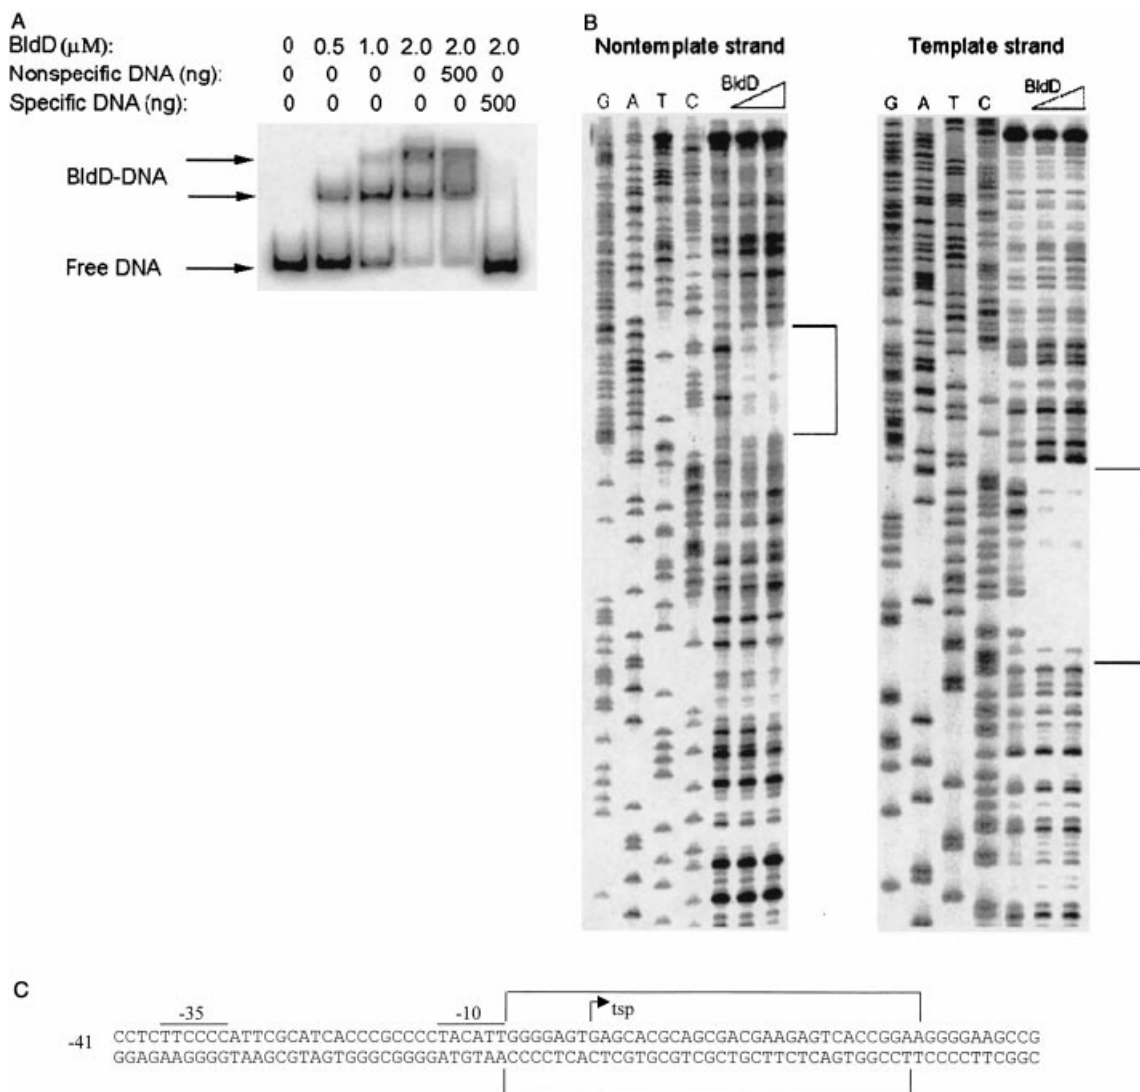 A
BldD (µM): 0 0.5 1.0 2.0 2.0 2.0
Nonspecific DNA (ng): 0 0 0 0 500 0
Specific DNA (ng): 0 0 0 0 0 500
BldD-DNA
Free DNA
B
Nontemplate strand
BldD
G A T C
Template strand
BldD
G A T C
C
-35 -10 tsp
-41 CCTCTTCCCCATTCGCATCACCCGCCCCTACATTGGGGAGTGAGCACGCAGCGACGAAGAGTCACCGGAAGGGGAAGCCG
GGAGAAGGGGTAAGCGTAGTGGGCGGGGATGTAACCCCTCACTCGTGCGTCGCTGCTTCTCAGTGGCCTTCCCCTTCGGC